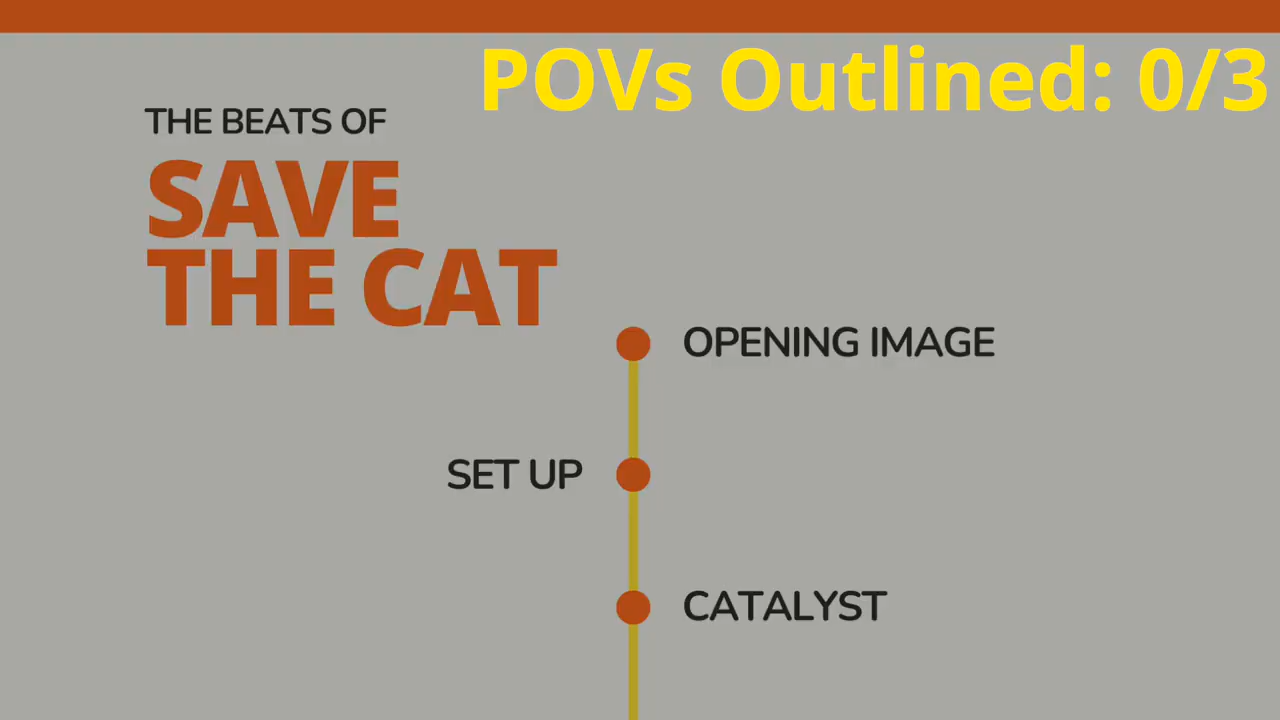 POVs Outlined: 0/3
THE BEATS OF
SAVE
THE CAT
OPENING IMAGE
SET UP
CATALYST